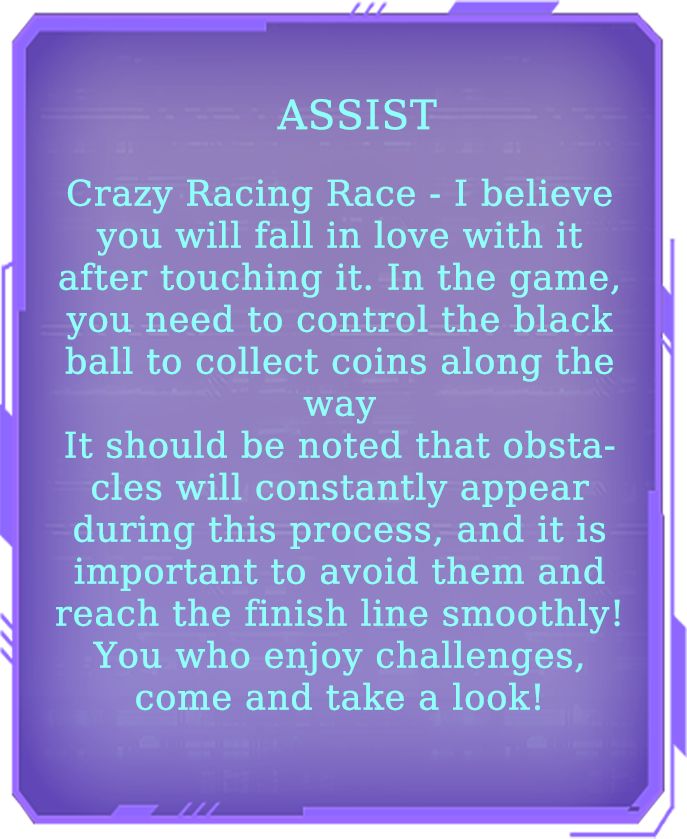 ASSIST
Crazy Racing Race - I believe
you will fall in love with it
after touching it. In the game,
you need to control the black
ball to collect coins along the
way
It should be noted that obsta-
cles will constantly appear
during this process, and it is
important to avoid them and
reach the finish line smoothly!
You who enjoy challenges,
come and take a look!